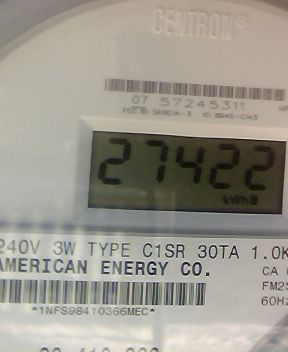 CENTRON®
07 57245311
27422
kWh
240V 3W TYPE C1SR 30TA 1.0K
AMERICAN ENERGY CO.
CA
FM2S
60Hz
*1NFS98410366MEC*